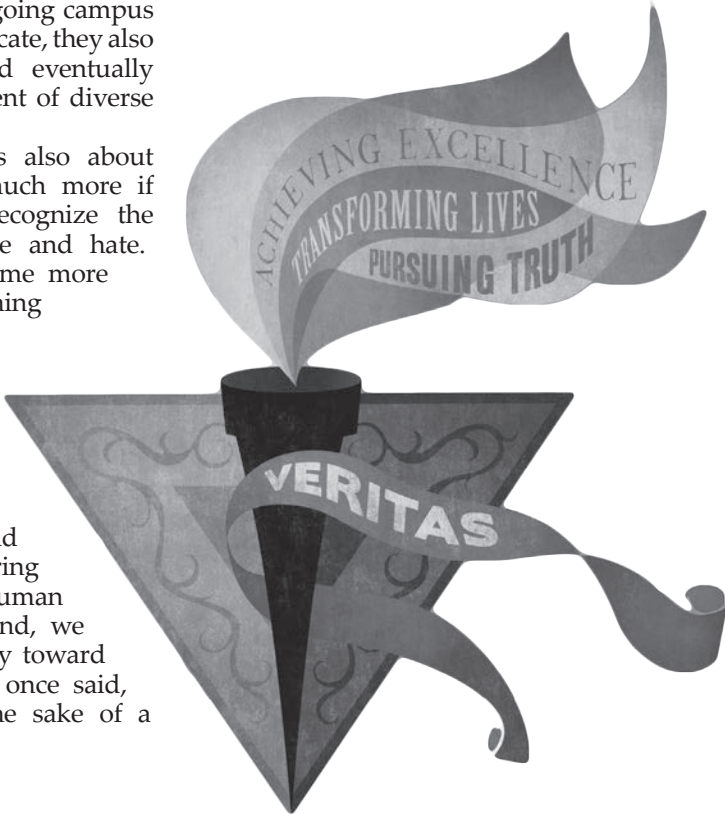 going campus
cate, they also
d eventually
ent of diverse
s also about
uch more if
ecognize the
e and hate.
me more
ning
d
ring
uman
nd, we
y toward
once said,
ne sake of a
ACHIEVING EXCELLENCE
TRANSFORMING LIVES
PURSUING TRUTH
VERITAS